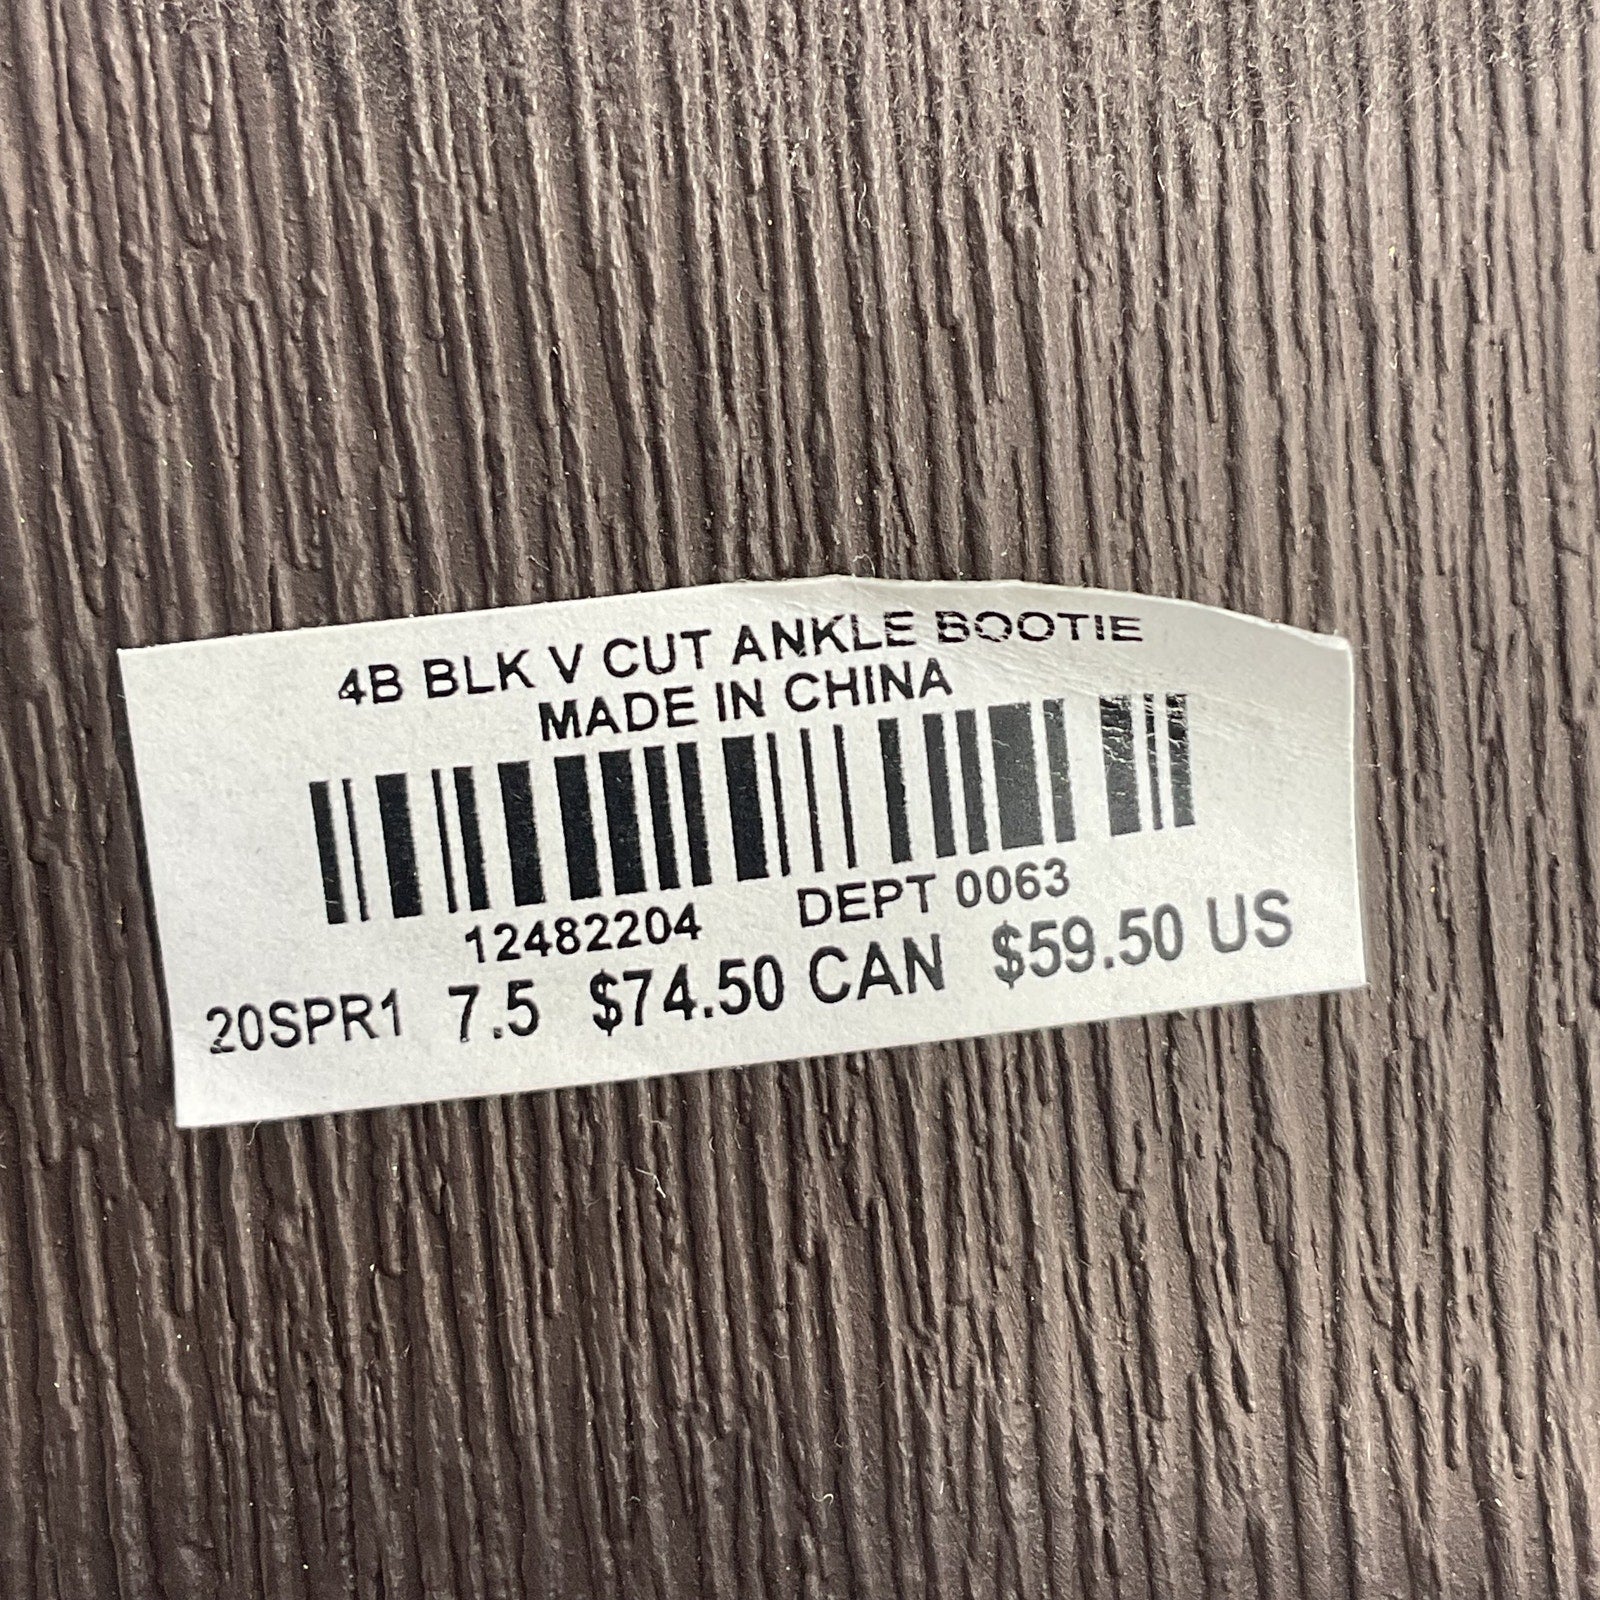 4B BLK V CUT ANKLE BOOTIE
MADE IN CHINA
12482204 DEPT 0063
20SPR1 7.5 $74.50 CAN $59.50 US